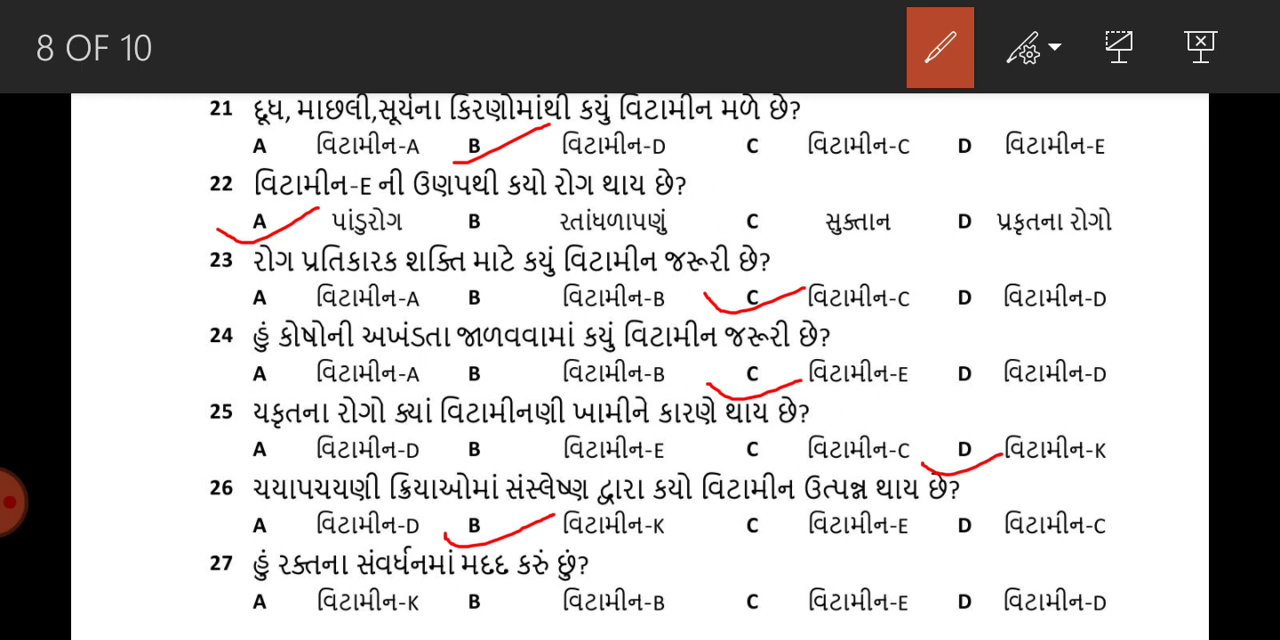 8 OF 10
21 દૂધ, માછલી,સૂર્યના કિરણોમાંથી કયું વિટામીન મળે છે?
A વિટામીન-A B વિટામીન-D C વિટામીન-C D વિટામીન-E
22 વિટામીન-E ની ઉણપથી કયો રોગ થાય છે?
A પાંડુરોગ B રતાંધળાપણું C સુક્તાન D પ્રકૃતના રોગો
23 રોગ પ્રતિકારક શક્તિ માટે કયું વિટામીન જરૂરી છે?
A વિટામીન-A B વિટામીન-B C વિટામીન-C D વિટામીન-D
24 હું કોષોની અખંડતા જાળવવામાં કયું વિટામીન જરૂરી છે?
A વિટામીન-A B વિટામીન-B C વિટામીન-E D વિટામીન-D
25 યકૃતના રોગો ક્યાં વિટામીનણી ખામીને કારણે થાય છે?
A વિટામીન-D B વિટામીન-E C વિટામીન-C D વિટામીન-K
26 ચયાપચયણી ક્રિયાઓમાં સંસ્લેષ્ણ દ્વારા કયો વિટામીન ઉત્પન્ન થાય છે?
A વિટામીન-D B વિટામીન-K C વિટામીન-E D વિટામીન-C
27 હું રક્તના સંવર્ધનમાં મદદ કરું છું?
A વિટામીન-K B વિટામીન-B C વિટામીન-E D વિટામીન-D